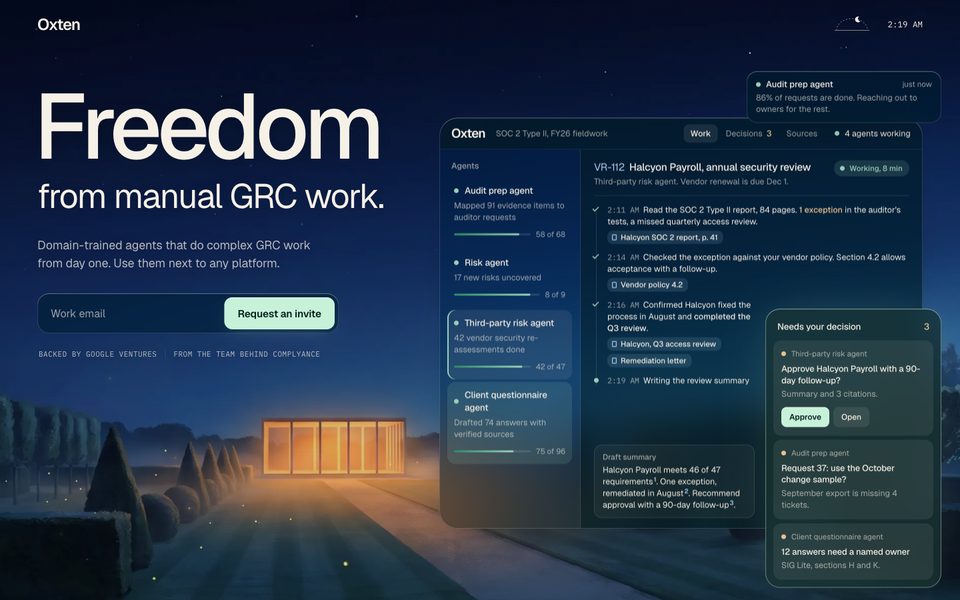 Oxten
2:19 AM
Freedom
from manual GRC work.
Domain-trained agents that do complex GRC work
from day one. Use them next to any platform.
Work email
Request an invite
BACKED BY GOOGLE VENTURES
FROM THE TEAM BEHIND COMPLYANCE
Audit prep agent
just now
86% of requests are done. Reaching out to
owners for the rest.
Oxten
SOC 2 Type II, FY26 fieldwork
Work
Decisions 3
Sources
4 agents working
Agents
Audit prep agent
Mapped 91 evidence items to
auditor requests
58 of 68
Risk agent
17 new risks uncovered
8 of 9
Third-party risk agent
42 vendor security re-
assessments done
42 of 47
Client questionnaire
agent
Drafted 74 answers with
verified sources
75 of 96
VR-112 Halcyon Payroll, annual security review
Working, 8 min
Third-party risk agent. Vendor renewal is due Dec 1.
2:11 AM Read the SOC 2 Type II report, 84 pages. 1 exception in the auditor's
tests, a missed quarterly access review.
Halcyon SOC 2 report, p. 41
2:14 AM Checked the exception against your vendor policy. Section 4.2 allows
acceptance with a follow-up.
Vendor policy 4.2
2:16 AM Confirmed Halcyon fixed the
process in August and completed the
Q3 review.
Halcyon, Q3 access review
Remediation letter
2:19 AM Writing the review summary
Draft summary
Halcyon Payroll meets 46 of 47
requirements1. One exception,
remediated in August2. Recommend
approval with a 90-day follow-up3.
Needs your decision
3
Third-party risk agent
Approve Halcyon Payroll with a 90-
day follow-up?
Summary and 3 citations.
Approve
Open
Audit prep agent
Request 37: use the October
change sample?
September export is missing 4
tickets.
Client questionnaire agent
12 answers need a named owner
SIG Lite, sections H and K.